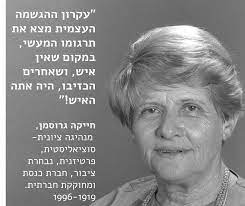 "עקרון ההגשמה
העצמית מצא את
תרגומו המעשי,
במקום שאין
איש, ושאחרים
הכזיבו, היה אתה
האיש!"
חייקה גרוסמן,
מנהיגה ציונית-
סוציאליסטית,
פרטיזנית, נבחרת
ציבור, חברת כנסת
ומחוקקת חברתית.
1996-1919